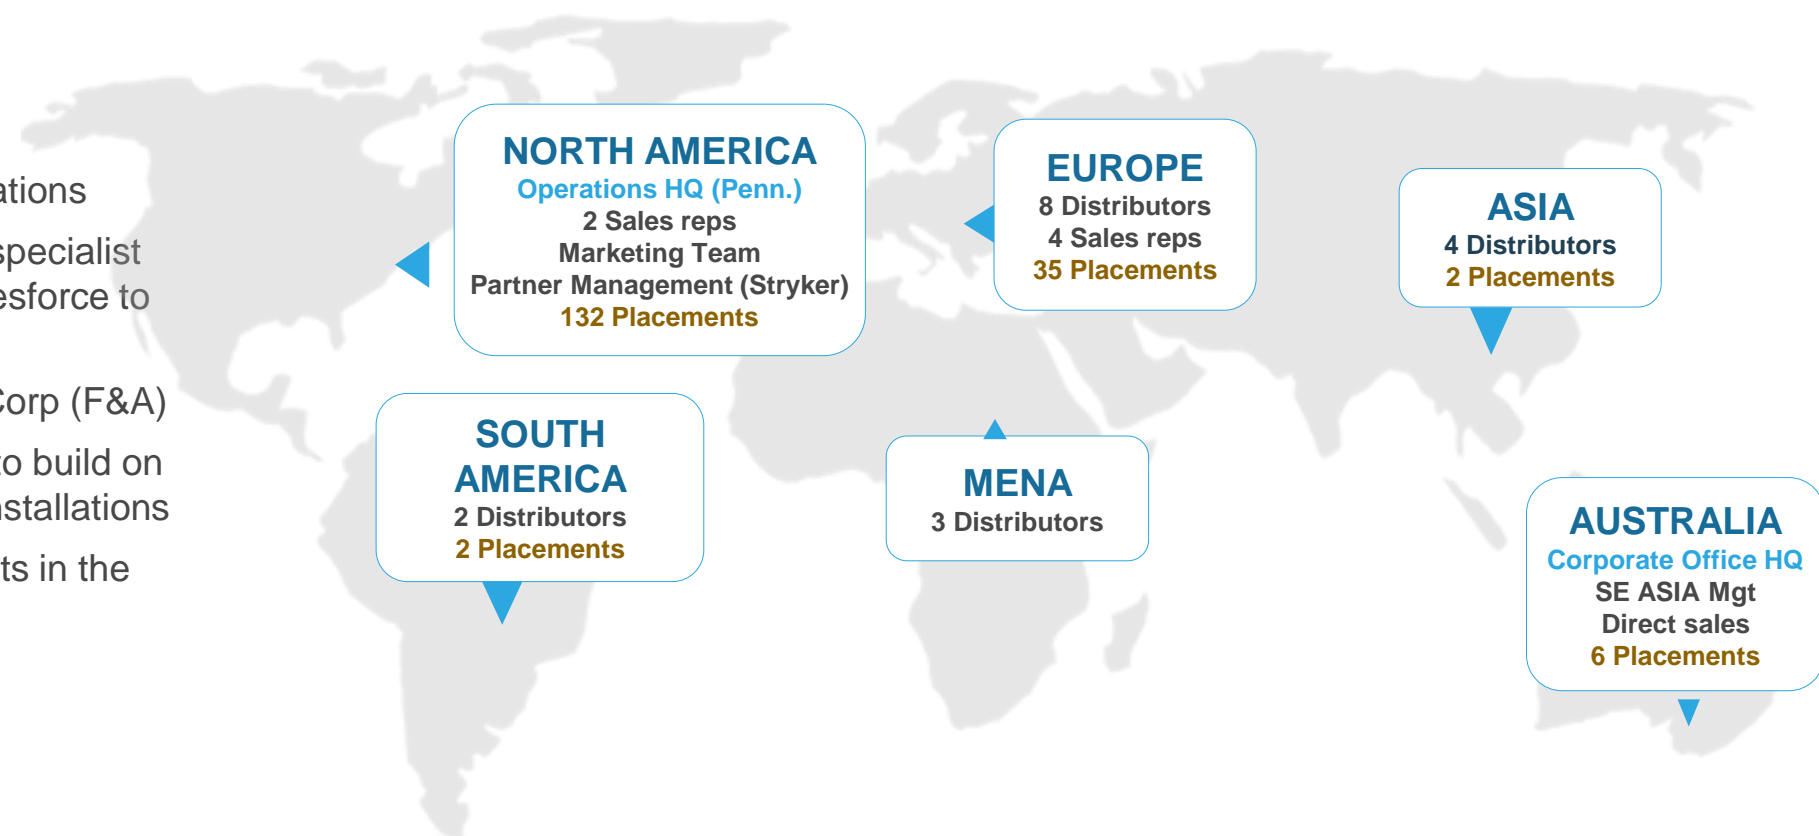 ations
specialist
esforce to
Corp (F&A)
to build on
nstallations
ts in the
NORTH AMERICA
Operations HQ (Penn.)
2 Sales reps
Marketing Team
Partner Management (Stryker)
132 Placements
EUROPE
8 Distributors
4 Sales reps
35 Placements
ASIA
4 Distributors
2 Placements
SOUTH
AMERICA
2 Distributors
2 Placements
MENA
3 Distributors
AUSTRALIA
Corporate Office HQ
SE ASIA Mgt
Direct sales
6 Placements